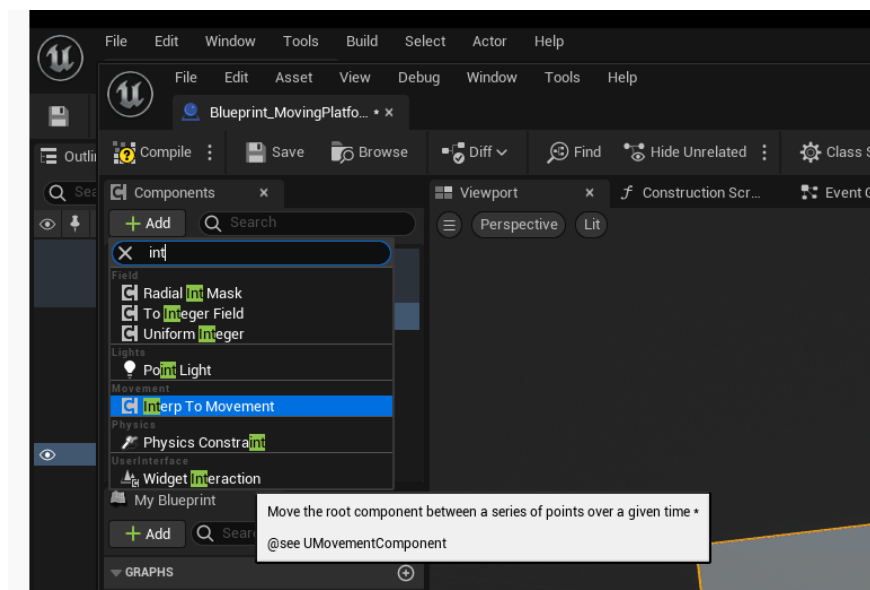 File Edit Window Tools Build Select Actor Help
File Edit Asset View Debug Window Tools Help
Blueprint_MovingPlatfo... •
Compile Save Browse Diff Find Hide Unrelated Class S
Outli
Components
Viewport
Construction Scr...
Event G
Sea
Add
Search
Perspective Lit
int
Field
Radial Int Mask
To Integer Field
Uniform Integer
Lights
Point Light
Movement
Interp To Movement
Physics
Physics Constraint
UserInterface
Widget Interaction
My Blueprint
Add
Sear
Move the root component between a series of points over a given time *
@see UMovementComponent
GRAPHS